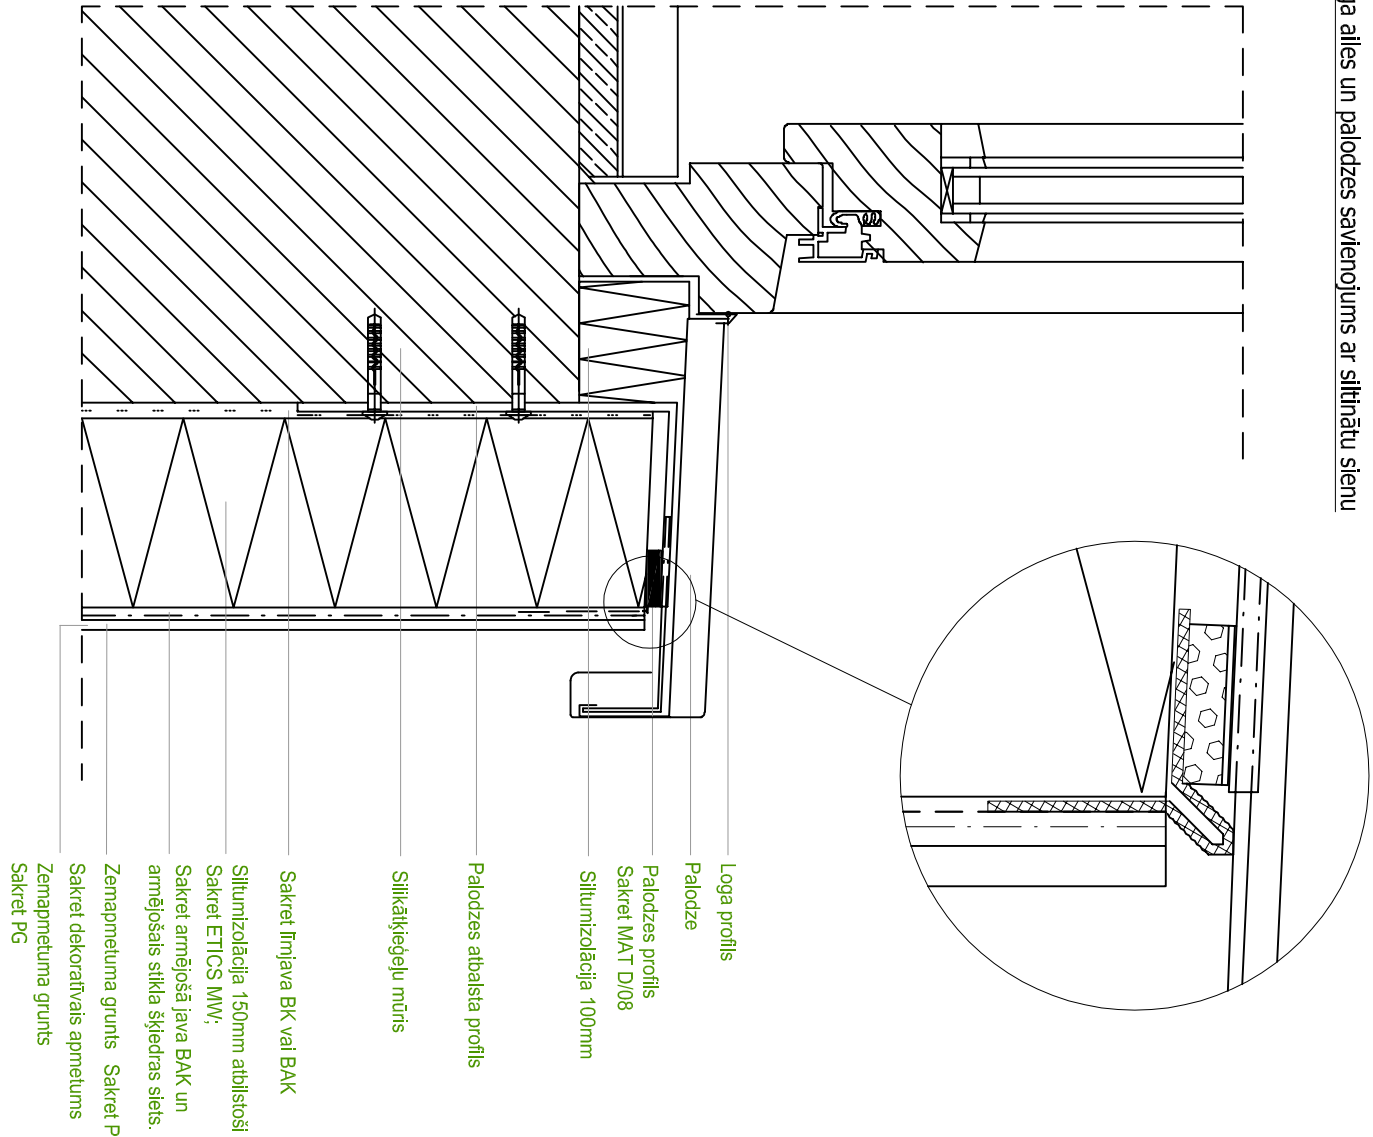 ailes un palodzes savienojums ar siltinātu sienu
Loga profils
Palodze
Palodzes profils
Sakret MAT D/08
Siltumizolācija 100mm
Palodzes atbalsta profils
Silikātķieģeļu mūris
Sakret līmjava BK vai BAK
Siltumizolācija 150mm atbilstoši
Sakret ETICS MW;
Sakret armējošā java BAK un
armējošais stikla šķiedras siets.
Zemapmetuma grunts Sakret P
Sakret dekoratīvais apmetums
Zemapmetuma grunts
Sakret PG